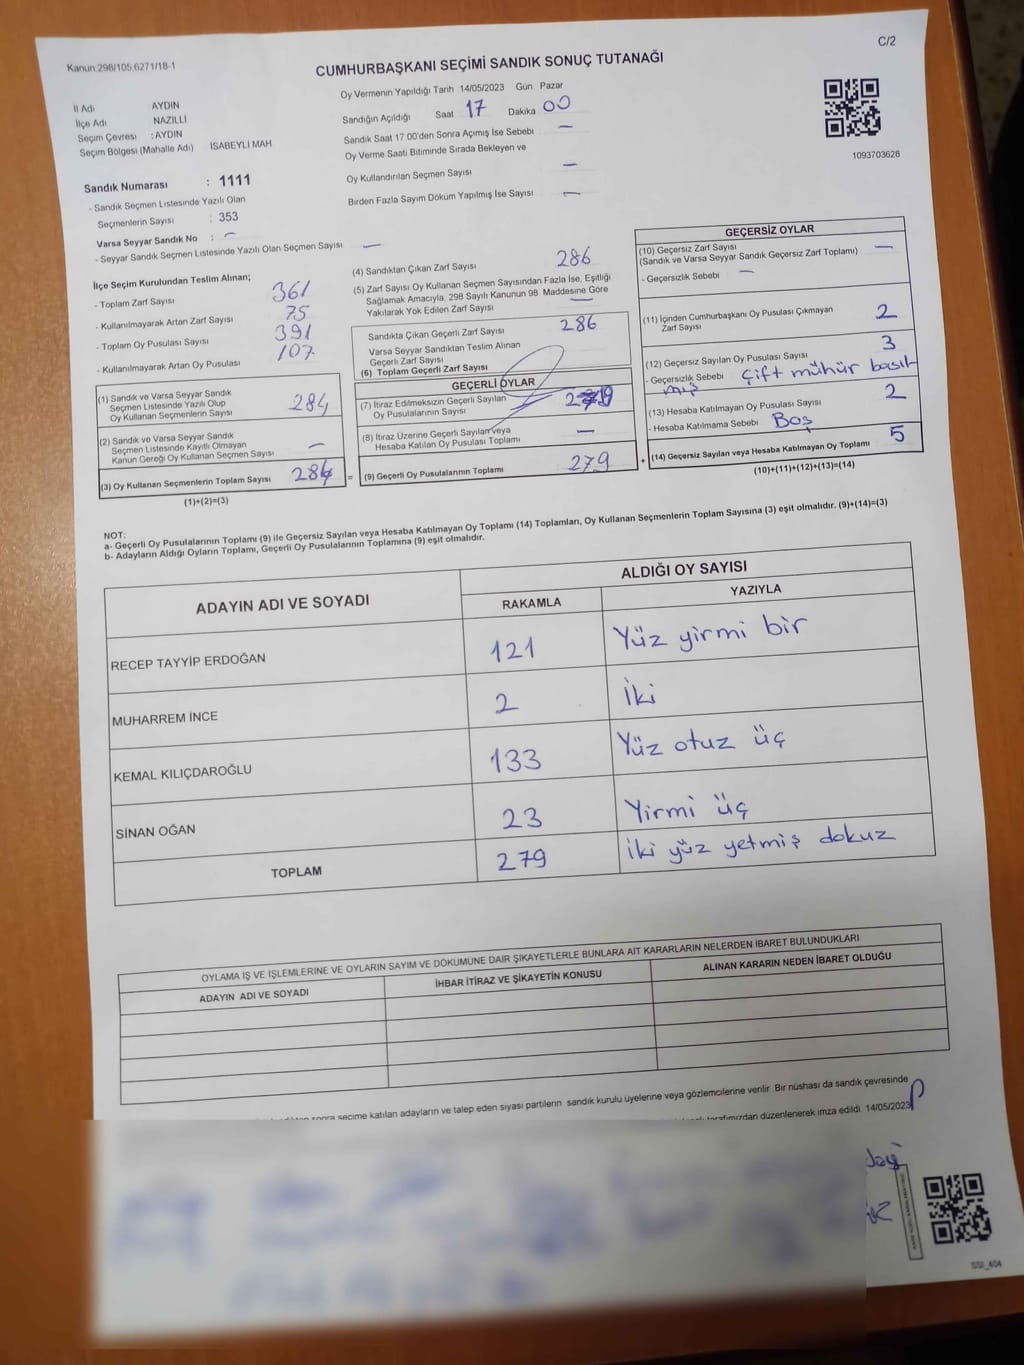 Kanun:298/105,6271/18-1
C/2
CUMHURBAŞKANI SEÇİMİ SANDIK SONUÇ TUTANAĞI
İl Adı AYDIN
İlçe Adı NAZİLLİ
Seçim Çevresi : AYDIN
Seçim Bölgesi (Mahalle Adı) İSABEYLİ MAH
Sandık Numarası : 1111
- Sandık Seçmen Listesinde Yazılı Olan
Seçmenlerin Sayısı : 353
Varsa Seyyar Sandık No : -
- Seyyar Sandık Seçmen Listesinde Yazılı Olan Seçmen Sayısı -
Oy Vermenin Yapıldığı Tarih 14/05/2023 Gün Pazar
Sandığın Açıldığı Saat 17 Dakika 00
Sandık Saat 17:00'den Sonra Açımış İse Sebebi -
Oy Verme Saati Bitiminde Sırada Bekleyen ve
Oy Kullandırılan Seçmen Sayısı -
Birden Fazla Sayım Döküm Yapılmış İse Sayısı -
1093703628
İlçe Seçim Kurulundan Teslim Alınan;
- Toplam Zarf Sayısı 361
- Kullanılmayarak Artan Zarf Sayısı 75
- Toplam Oy Pusulası Sayısı 391
- Kullanılmayarak Artan Oy Pusulası 107
(1) Sandık ve Varsa Seyyar Sandık
Seçmen Listesinde Yazılı Olup
Oy Kullanan Seçmenlerin Sayısı 284
(2) Sandık ve Varsa Seyyar Sandık
Seçmen Listesinde Kayıtlı Olmayan
Kanun Gereği Oy Kullanan Seçmen Sayısı -
(3) Oy Kullanan Seçmenlerin Toplam Sayısı 284 =
(1)+(2)=(3)
(4) Sandıktan Çıkan Zarf Sayısı 286
(5) Zarf Sayısı Oy Kullanan Seçmen Sayısından Fazla İse, Eşitliği
Sağlamak Amacıyla, 298 Sayılı Kanunun 98. Maddesine Göre
Yakılarak Yok Edilen Zarf Sayısı -
Sandıkta Çıkan Geçerli Zarf Sayısı 286
Varsa Seyyar Sandıktan Teslim Alınan
Geçerli Zarf Sayısı
(6) Toplam Geçerli Zarf Sayısı
GEÇERLİ OYLAR
(7) İtiraz Edilmeksizin Geçerli Sayılan
Oy Pusulalarının Sayısı
(8) İtiraz Üzerine Geçerli Sayılan veya
Hesaba Katılan Oy Pusulası Toplamı -
(9) Geçerli Oy Pusulalarının Toplamı 279 +
GEÇERSİZ OYLAR
(10) Geçersiz Zarf Sayısı
(Sandık ve Varsa Seyyar Sandık Geçersiz Zarf Toplamı) -
- Geçersizlik Sebebi -
(11) İçinden Cumhurbaşkanı Oy Pusulası Çıkmayan
Zarf Sayısı 2
(12) Geçersiz Sayılan Oy Pusulası Sayısı 3
- Geçersizlik Sebebi Çift mühür basıl-
mış
(13) Hesaba Katılmayan Oy Pusulası Sayısı 2
- Hesaba Katılmama Sebebi Boş
(14) Geçersiz Sayılan veya Hesaba Katılmayan Oy Toplamı 5
(10)+(11)+(12)+(13)=(14)
NOT:
a- Geçerli Oy Pusulalarının Toplamı (9) ile Geçersiz Sayılan veya Hesaba Katılmayan Oy Toplamı (14) Toplamları, Oy Kullanan Seçmenlerin Toplam Sayısına (3) eşit olmalıdır. (9)+(14)=(3)
b- Adayların Aldığı Oyların Toplamı, Geçerli Oy Pusulalarının Toplamına (9) eşit olmalıdır.
ADAYIN ADI VE SOYADI
ALDIĞI OY SAYISI
RAKAMLA YAZIYLA
RECEP TAYYİP ERDOĞAN 121 Yüz yirmi bir
MUHARREM İNCE 2 İki
KEMAL KILIÇDAROĞLU 133 Yüz otuz üç
SİNAN OĞAN 23 Yirmi üç
TOPLAM 279 İki yüz yetmiş dokuz
OYLAMA İŞ VE İŞLEMLERİNE VE OYLARIN SAYIM VE DÖKÜMÜNE DAİR ŞİKAYETLERLE BUNLARA AİT KARARLARIN NELERDEN İBARET BULUNDUKLARI
ADAYIN ADI VE SOYADI
İHBAR İTİRAZ VE ŞİKAYETİN KONUSU
ALINAN KARARIN NEDEN İBARET OLDUĞU
sonra seçime katılan adayların ve talep eden siyasi partilerin sandık kurulu üyelerine veya gözlemcilerine verilir. Bir nüshası da sandık çevresinde
tarafımızdan düzenlenerek imza edildi. 14/05/2023